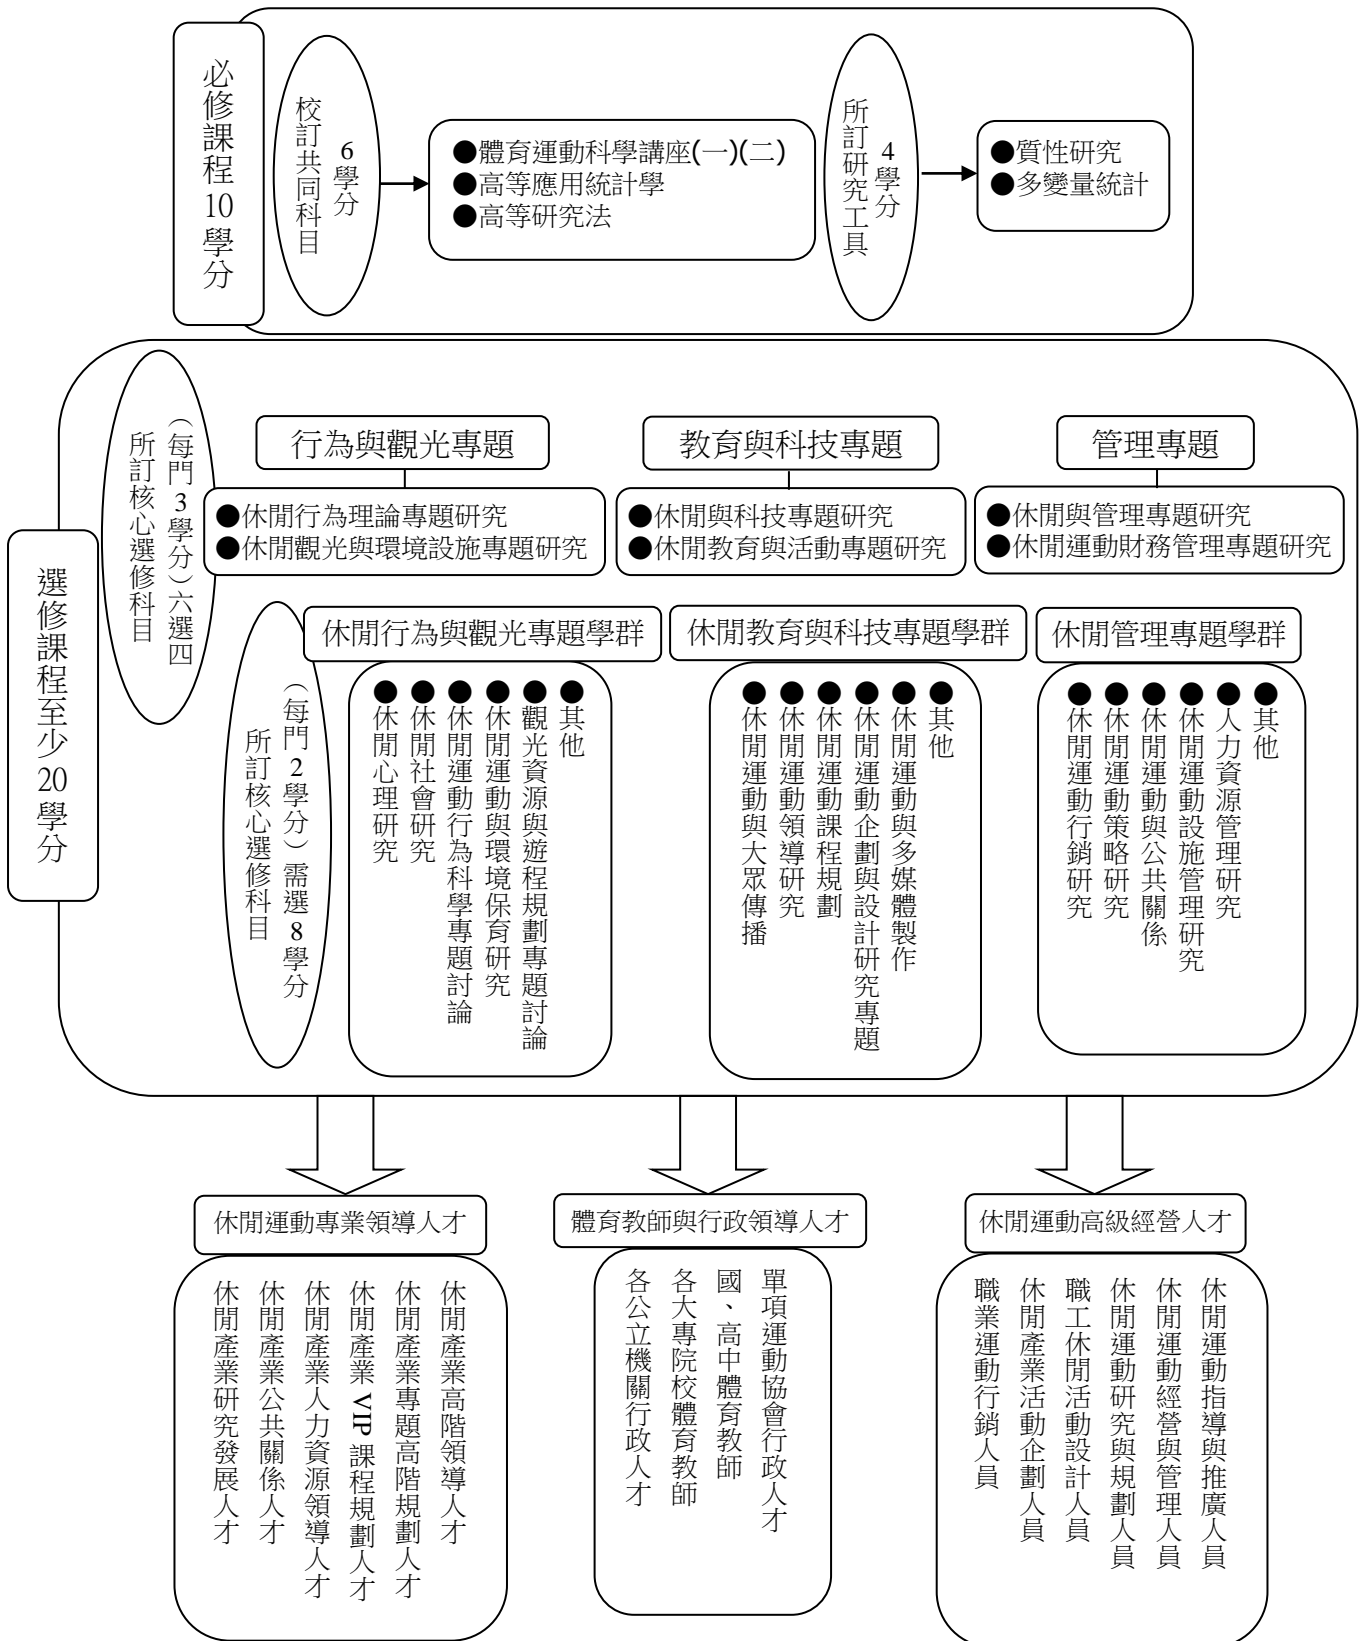 必修課程10學分
校訂共同科目
6學分
●體育運動科學講座(一)(二)
●高等應用統計學
●高等研究法
所訂研究工具
4學分
●質性研究
●多變量統計
選修課程至少20學分
所訂核心選修科目
（每門3學分）六選四
行為與觀光專題
●休閒行為理論專題研究
●休閒觀光與環境設施專題研究
教育與科技專題
●休閒與科技專題研究
●休閒教育與活動專題研究
管理專題
●休閒與管理專題研究
●休閒運動財務管理專題研究
所訂核心選修科目
（每門2學分）需選8學分
休閒行為與觀光專題學群
●休閒心理研究
●休閒社會研究
●休閒運動行為科學專題討論
●休閒運動與環境保育研究
●觀光資源與遊程規劃專題討論
●其他
休閒教育與科技專題學群
●休閒運動與大眾傳播
●休閒運動領導研究
●休閒運動課程規劃
●休閒運動企劃與設計研究專題
●休閒運動與多媒體製作
●其他
休閒管理專題學群
●休閒運動行銷研究
●休閒運動策略研究
●休閒運動與公共關係
●休閒運動設施管理研究
●人力資源管理研究
●其他
休閒運動專業領導人才
休閒產業研究發展人才
休閒產業公共關係人才
休閒產業人力資源領導人才
休閒產業 VIP 課程規劃人才
休閒產業專題高階規劃人才
休閒產業高階領導人才
體育教師與行政領導人才
各公立機關行政人才
各大專院校體育教師
國、高中體育教師
單項運動協會行政人才
休閒運動高級經營人才
職業運動行銷人員
休閒產業活動企劃人員
職工休閒活動設計人員
休閒運動研究與規劃人員
休閒運動經營與管理人員
休閒運動指導與推廣人員